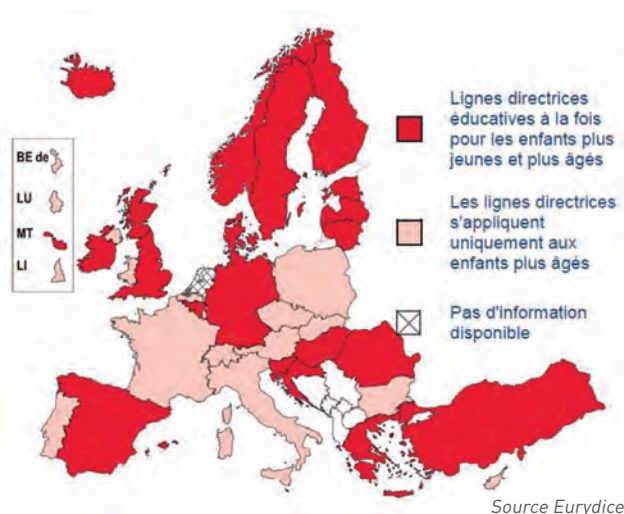 Lignes directrices
éducatives à la fois
pour les enfants plus
jeunes et plus âgés
BE de
LU
MT
LI
Les lignes directrices
s'appliquent
uniquement aux
enfants plus âgés
Pas d'information
disponible
Source Eurydice